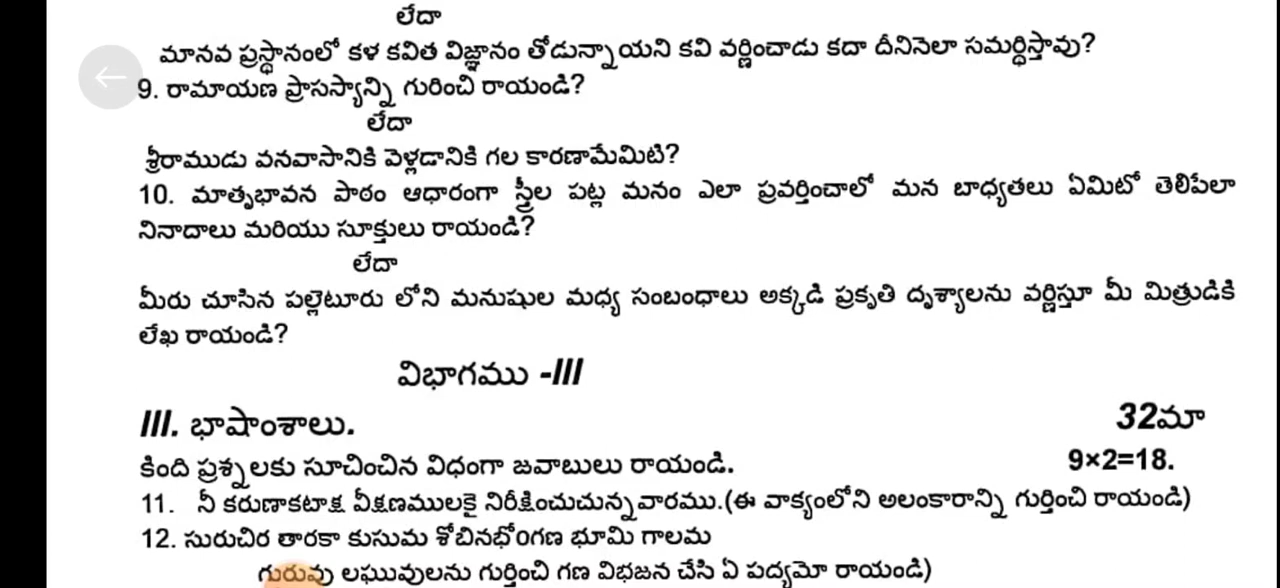 లేదా
మానవ ప్రస్థానంలో కళ కవిత విజ్ఞానం తోడున్నాయని కవి వర్ణించాడు కదా దీనినెలా సమర్థిస్తావు?
9. రామాయణ ప్రాసస్యాన్ని గురించి రాయండి?
లేదా
శ్రీరాముడు వనవాసానికి వెళ్లడానికి గల కారణామేమిటి?
10. మాతృభావన పాఠం ఆధారంగా స్త్రీల పట్ల మనం ఎలా ప్రవర్తించాలో మన బాధ్యతలు ఏమిటో తెలిపేలా
నినాదాలు మరియు సూక్తులు రాయండి?
లేదా
మీరు చూసిన పల్లెటూరు లోని మనుషుల మధ్య సంబంధాలు అక్కడి ప్రకృతి దృశ్యాలను వర్ణిస్తూ మీ మిత్రుడికి
లేఖ రాయండి?
విభాగము -III
III. భాషాంశాలు. 32మా
కింది ప్రశ్నలకు సూచించిన విధంగా జవాబులు రాయండి. 9×2=18.
11. నీ కరుణాకటాక్ష వీక్షణములకై నిరీక్షించుచున్నవారము.(ఈ వాక్యంలోని అలంకారాన్ని గుర్తించి రాయండి)
12. సురుచిర తారకా కుసుమ శోబినభోంగణ భూమి గాలమ
గురువు లఘువులను గుర్తించి గణ విభజన చేసి ఏ పద్యమో రాయండి)